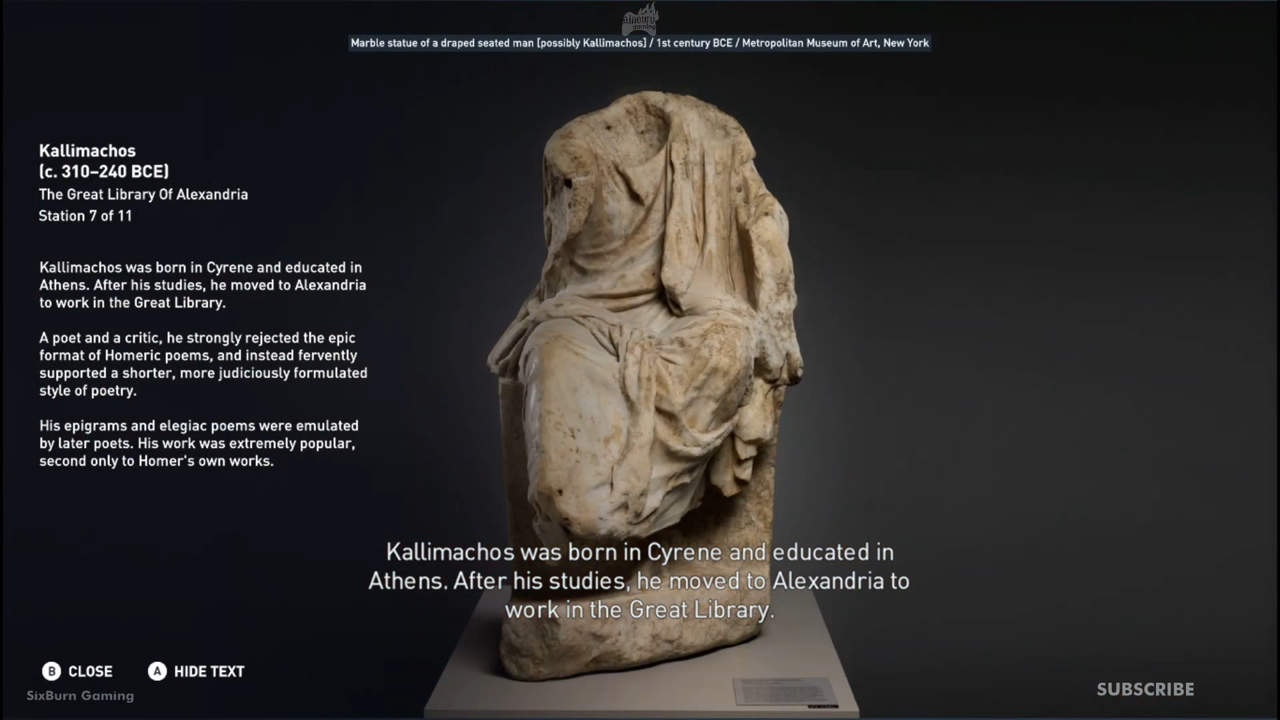 Marble statue of a draped seated man [possibly Kallimachos] / 1st century BCE / Metropolitan Museum of Art, New York
Kallimachos
(c. 310–240 BCE)
The Great Library Of Alexandria
Station 7 of 11
Kallimachos was born in Cyrene and educated in
Athens. After his studies, he moved to Alexandria
to work in the Great Library.
A poet and a critic, he strongly rejected the epic
format of Homeric poems, and instead fervently
supported a shorter, more judiciously formulated
style of poetry.
His epigrams and elegiac poems were emulated
by later poets. His work was extremely popular,
second only to Homer's own works.
Kallimachos was born in Cyrene and educated in
Athens. After his studies, he moved to Alexandria to
work in the Great Library.
B CLOSE A HIDE TEXT
SixBurn Gaming
SUBSCRIBE